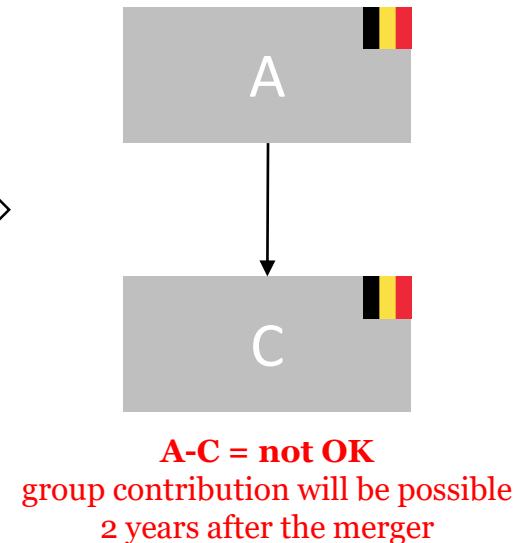 A
C
A-C = not OK
group contribution will be possible
2 years after the merger